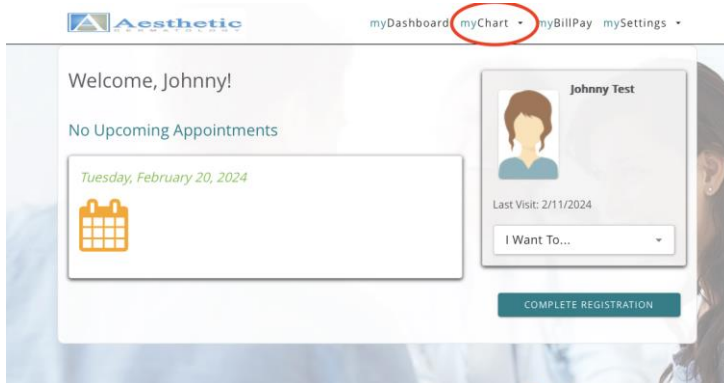 Aesthetic
DERMATOLOGY
myDashboard myChart myBillPay mySettings
Welcome, Johnny!
No Upcoming Appointments
Tuesday, February 20, 2024
Johnny Test
Last Visit: 2/11/2024
I Want To...
COMPLETE REGISTRATION